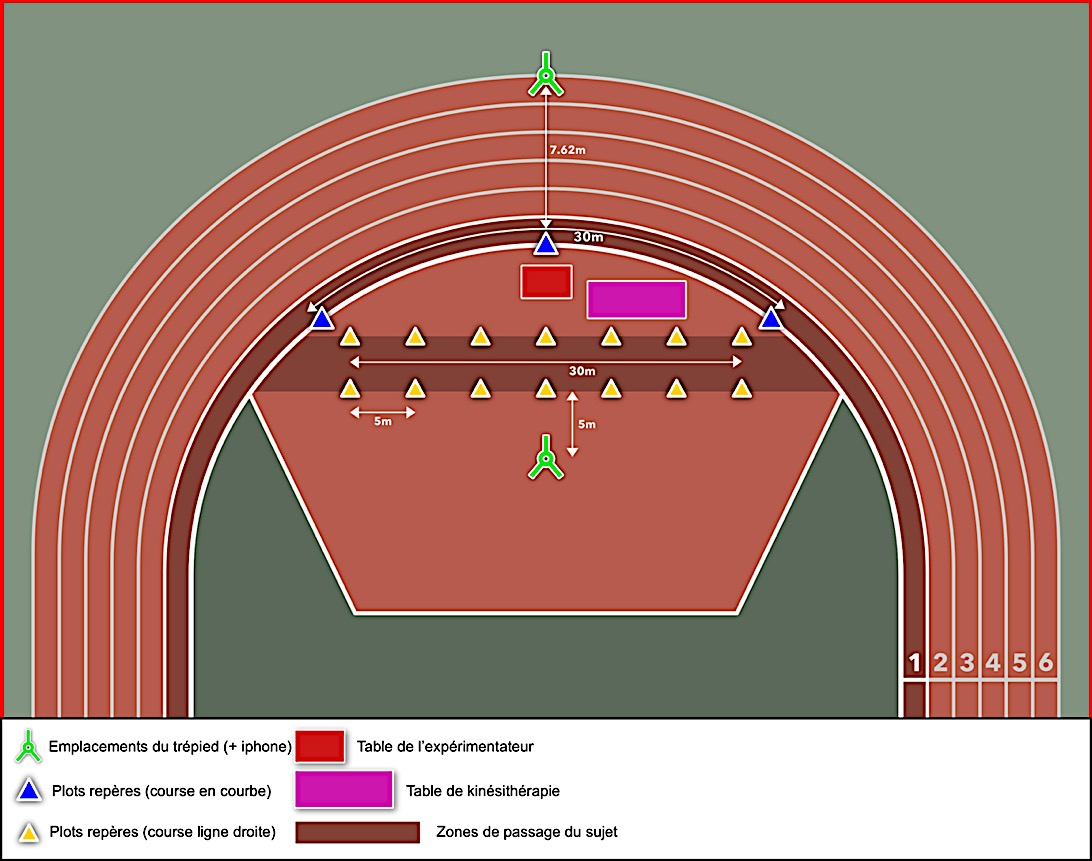 7.62m
30m
30m
5m
5m
1 2 3 4 5 6
Emplacements du trépied (+ iphone)
Table de l'expérimentateur
Plots repères (course en courbe)
Table de kinésithérapie
Plots repères (course ligne droite)
Zones de passage du sujet